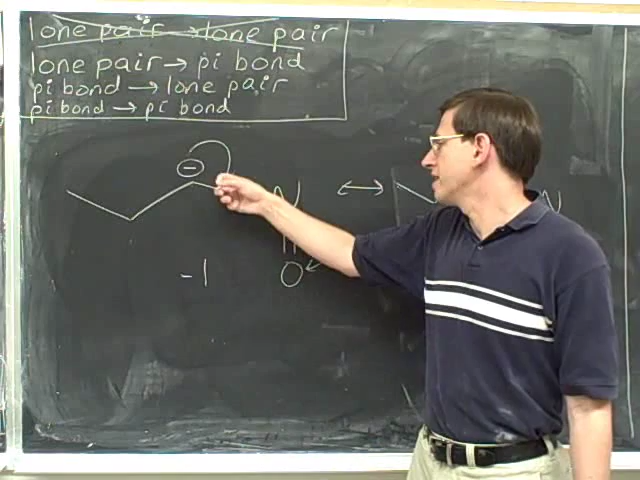 lone pair → lone pair
lone pair → pi bond
pi bond → lone pair
pi bond → pi bond
−
N
N
-1
O